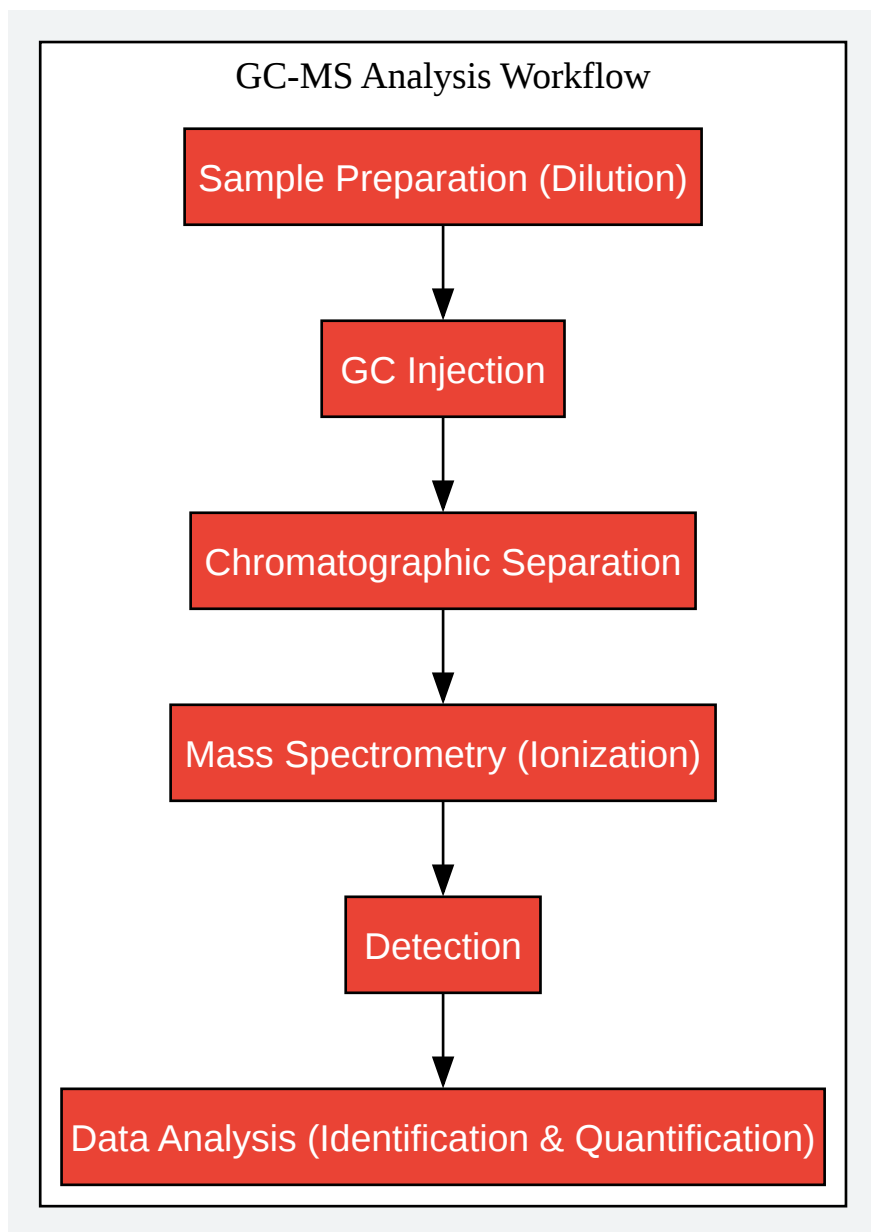 GC-MS Analysis Workflow
Sample Preparation (Dilution)
GC Injection
Chromatographic Separation
Mass Spectrometry (Ionization)
Detection
Data Analysis (Identification & Quantification)